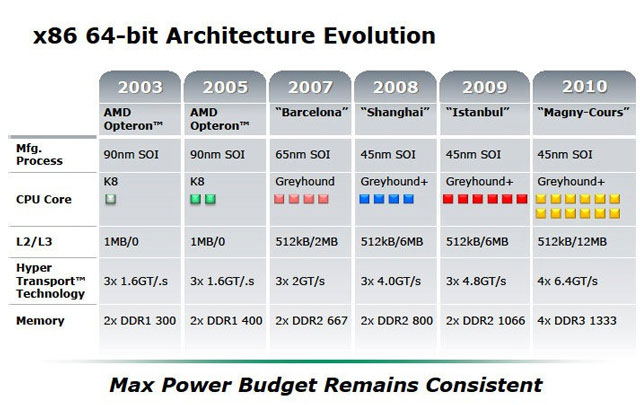 x86 64-bit Architecture Evolution
2003 2005 2007 2008 2009 2010
AMD Opteron™ AMD Opteron™ “Barcelona” “Shanghai” “Istanbul” “Magny-Cours”
Mfg. Process 90nm SOI 90nm SOI 65nm SOI 45nm SOI 45nm SOI 45nm SOI
CPU Core K8 K8 Greyhound Greyhound+ Greyhound+ Greyhound+
L2/L3 1MB/0 1MB/0 512kB/2MB 512kB/6MB 512kB/6MB 512kB/12MB
Hyper Transport™ Technology 3x 1.6GT/.s 3x 1.6GT/.s 3x 2GT/s 3x 4.0GT/s 3x 4.8GT/s 4x 6.4GT/s
Memory 2x DDR1 300 2x DDR1 400 2x DDR2 667 2x DDR2 800 2x DDR2 1066 4x DDR3 1333
Max Power Budget Remains Consistent